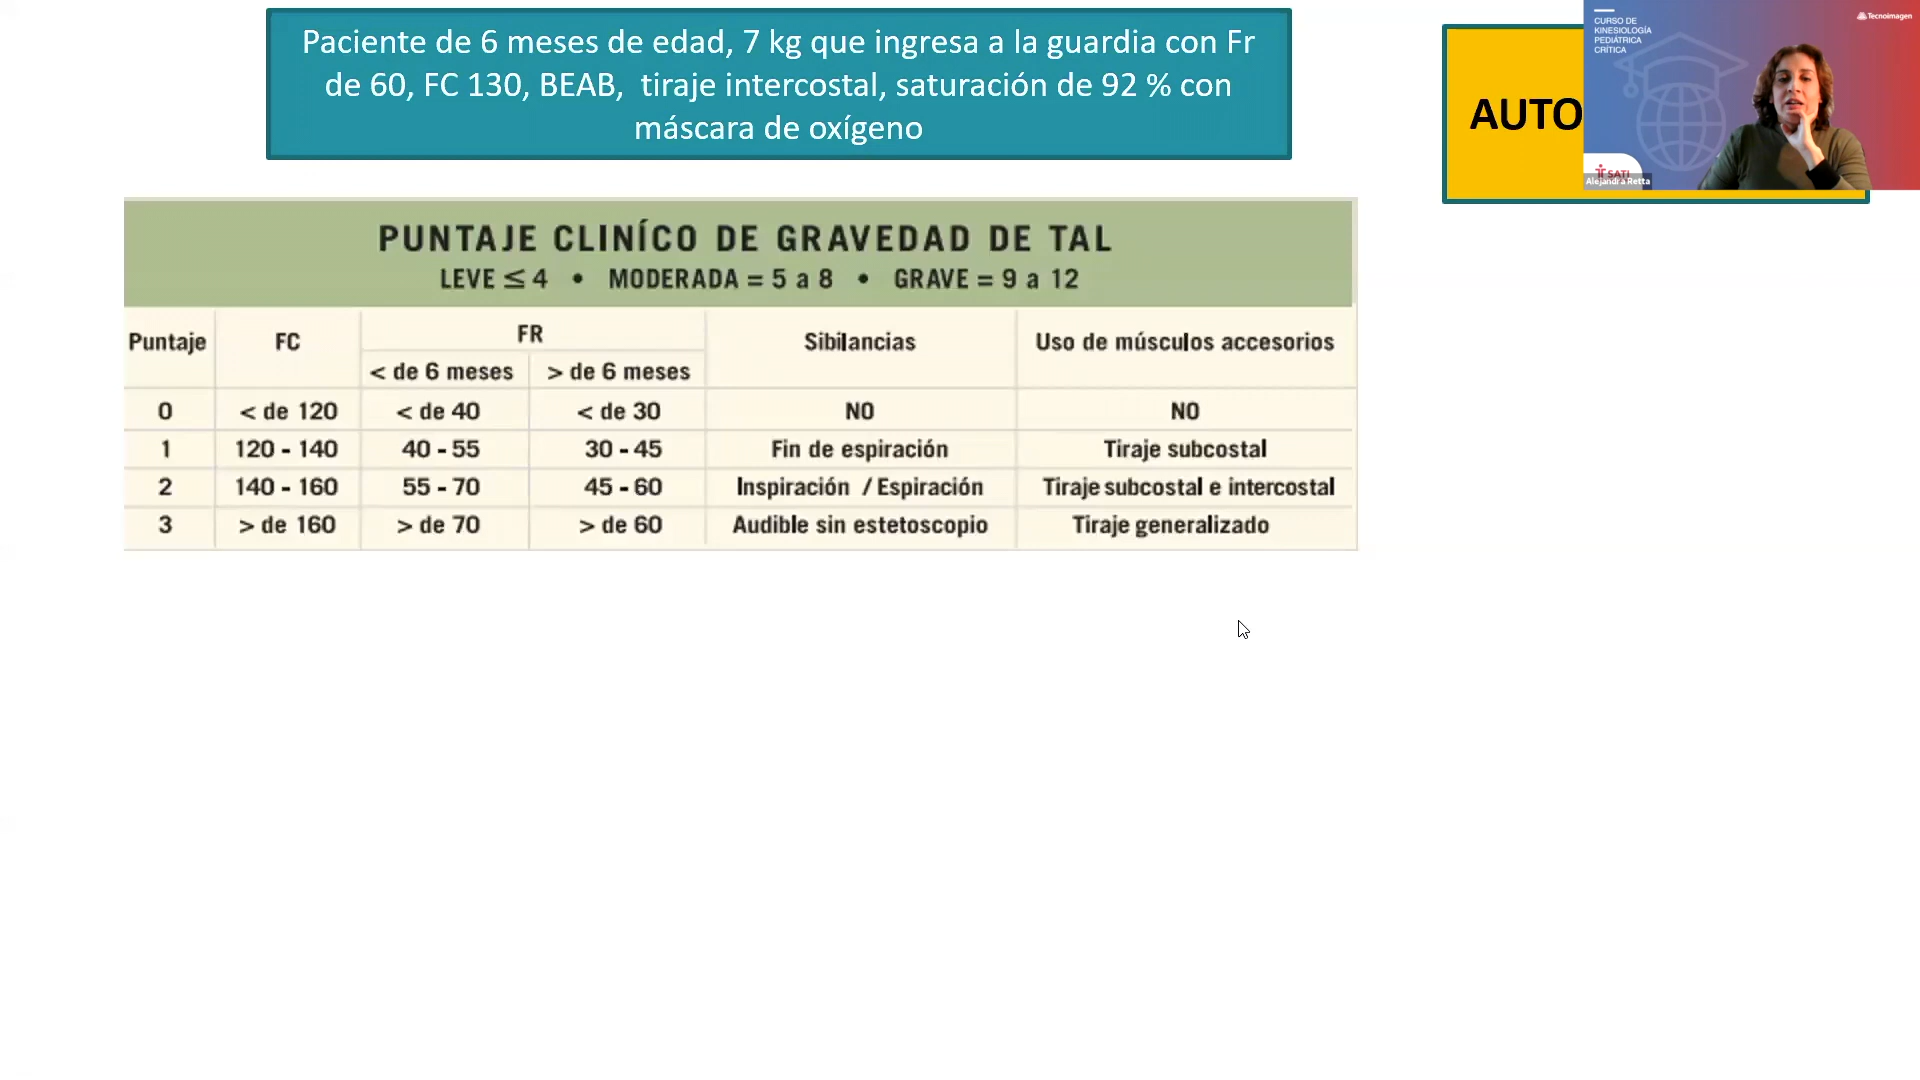 Paciente de 6 meses de edad, 7 kg que ingresa a la guardia con Fr
de 60, FC 130, BEAB, tiraje intercostal, saturación de 92 % con
máscara de oxígeno
AUTO
CURSO DE
KINESIOLOGÍA
PEDIÁTRICA
CRÍTICA
Tecnoimagen
SATI
Alejandra Retta
PUNTAJE CLINÍCO DE GRAVEDAD DE TAL
LEVE ≤ 4 • MODERADA = 5 a 8 • GRAVE = 9 a 12
Puntaje FC FR Sibilancias Uso de músculos accesorios
< de 6 meses > de 6 meses
0 < de 120 < de 40 < de 30 NO NO
1 120 - 140 40 - 55 30 - 45 Fin de espiración Tiraje subcostal
2 140 - 160 55 - 70 45 - 60 Inspiración / Espiración Tiraje subcostal e intercostal
3 > de 160 > de 70 > de 60 Audible sin estetoscopio Tiraje generalizado